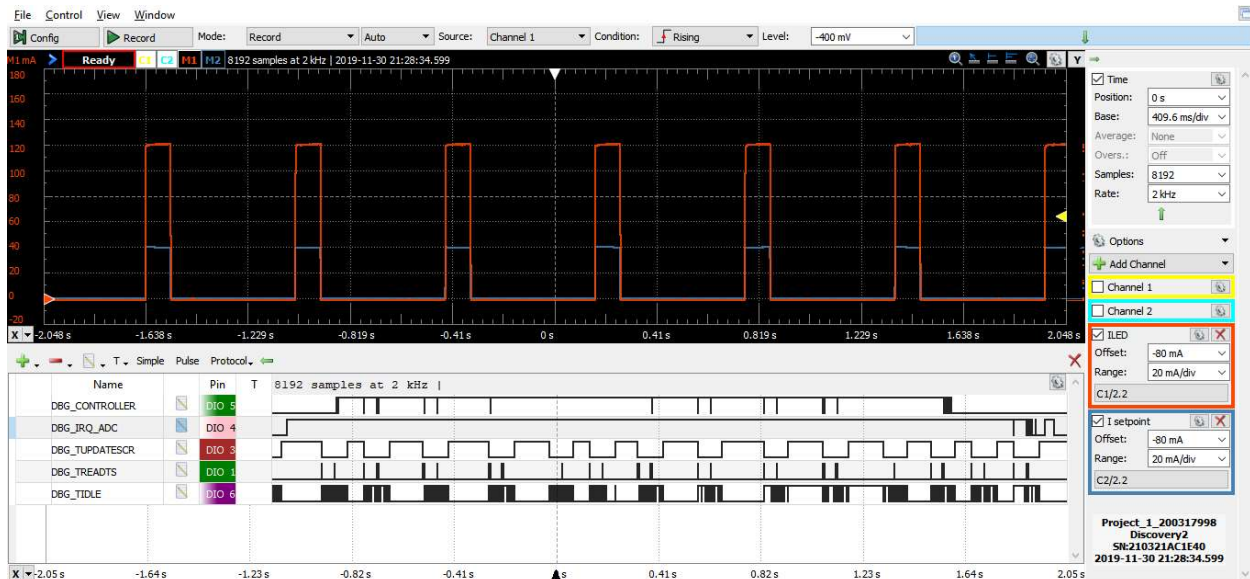 File Control View Window
Config Record Mode: Record Auto Source: Channel 1 Condition: Rising Level: -400 mV
M1 mA Ready C1 C2 M1 M2 8192 samples at 2 kHz | 2019-11-30 21:28:34.599 Y
180
160
140
120
100
80
60
40
20
0
-20
X -2.048 s -1.638 s -1.229 s -0.819 s -0.41 s 0 s 0.41 s 0.819 s 1.229 s 1.638 s 2.048 s
Time
Position: 0 s
Base: 409.6 ms/div
Average: None
Overs.: Off
Samples: 8192
Rate: 2 kHz
Options
Add Channel
Channel 1
Channel 2
ILED
Offset: -80 mA
Range: 20 mA/div
C1/2.2
I setpoint
Offset: -80 mA
Range: 20 mA/div
C2/2.2
T Simple Pulse Protocol
Name Pin T 8192 samples at 2 kHz |
DBG_CONTROLLER DIO 5
DBG_IRQ_ADC DIO 4
DBG_TUPDATESCR DIO 3
DBG_TREADTS DIO 1
DBG_TIDLE DIO 6
X -2.05 s -1.64 s -1.23 s -0.82 s -0.41 s s 0.41 s 0.82 s 1.23 s 1.64 s 2.05 s
Project_1_200317998
Discovery2
SN:210321AC1E40
2019-11-30 21:28:34.599